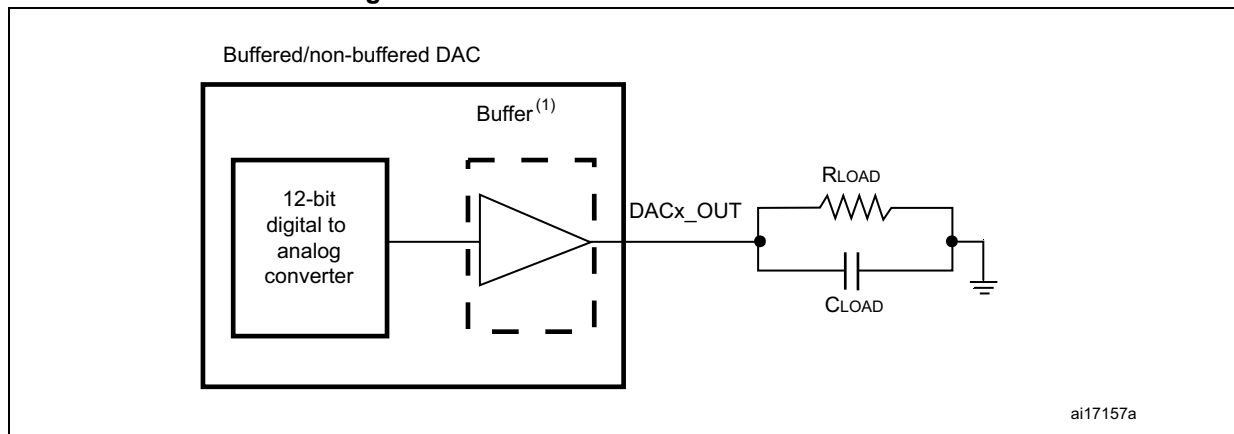 Buffered/non-buffered DAC
Buffer(1)
12-bit
digital to
analog
converter
DACx_OUT
RLOAD
CLOAD
ai17157a